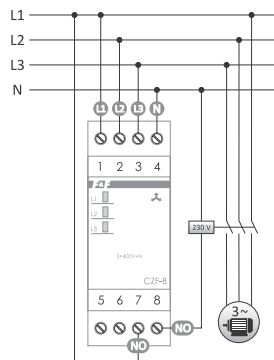 L1
L2
L3
N
L1 L2 L3 N
1 2 3 4
F&F
L1
L2
L3
3×400V+N
CZF-B
5 6 7 8
NO
NO
230 V
3~